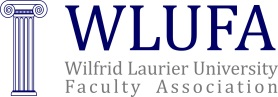 WLUFA
Wilfrid Laurier University
Faculty Association